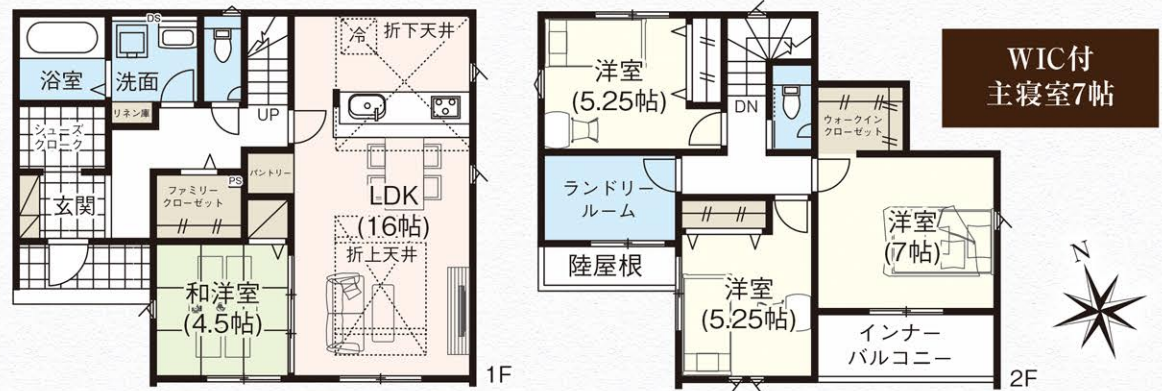 DS
冷
折下天井
浴室
洗面
リネン庫
UP
シューズ
クローク
玄関
ファミリー
クローゼット
PS
パントリー
LDK
(16帖)
折上天井
和洋室
(4.5帖)
1F
洋室
(5.25帖)
DN
ウォークイン
クローゼット
ランドリー
ルーム
陸屋根
洋室
(5.25帖)
洋室
(7帖)
インナー
バルコニー
2F
WIC付
主寝室7帖
N